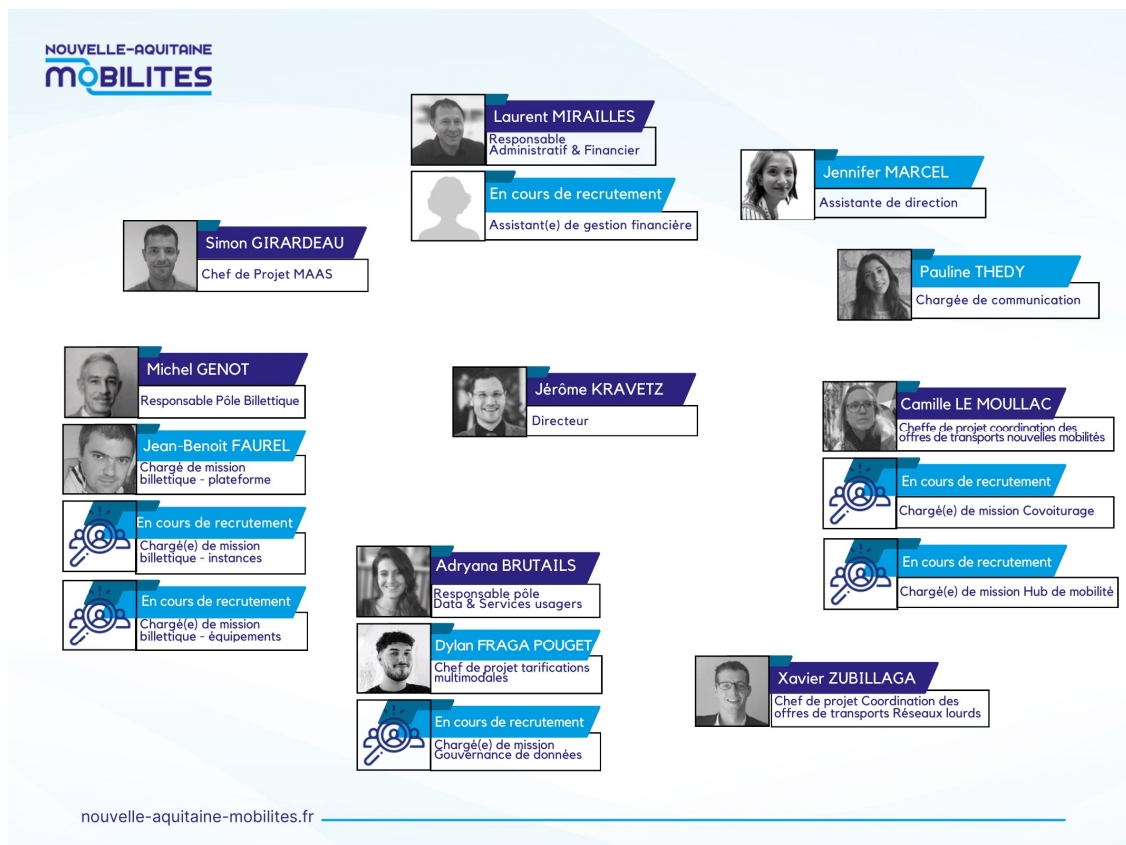 NOUVELLE-AQUITAINE
MOBILITES
Laurent MIRAILLES
Responsable
Administratif & Financier
En cours de recrutement
Assistant(e) de gestion financière
Jennifer MARCEL
Assistante de direction
Simon GIRARDEAU
Chef de Projet MAAS
Pauline THEDY
Chargée de communication
Michel GENOT
Responsable Pôle Billettique
Jean-Benoit FAUREL
Chargé de mission
billettique - plateforme
En cours de recrutement
Chargé(e) de mission
billettique - instances
En cours de recrutement
Chargé(e) de mission
billettique - équipements
Jérôme KRAVETZ
Directeur
Camille LE MOULLAC
Cheffe de projet coordination des
offres de transports nouvelles mobilités
En cours de recrutement
Chargé(e) de mission Covoiturage
En cours de recrutement
Chargé(e) de mission Hub de mobilité
Adryana BRUTAILS
Responsable pôle
Data & Services usagers
Dylan FRAGA POUGET
Chef de projet tarifications
multimodales
En cours de recrutement
Chargé(e) de mission
Gouvernance de données
Xavier ZUBILLAGA
Chef de projet Coordination des
offres de transports Réseaux lourds
nouvelle-aquitaine-mobilites.fr